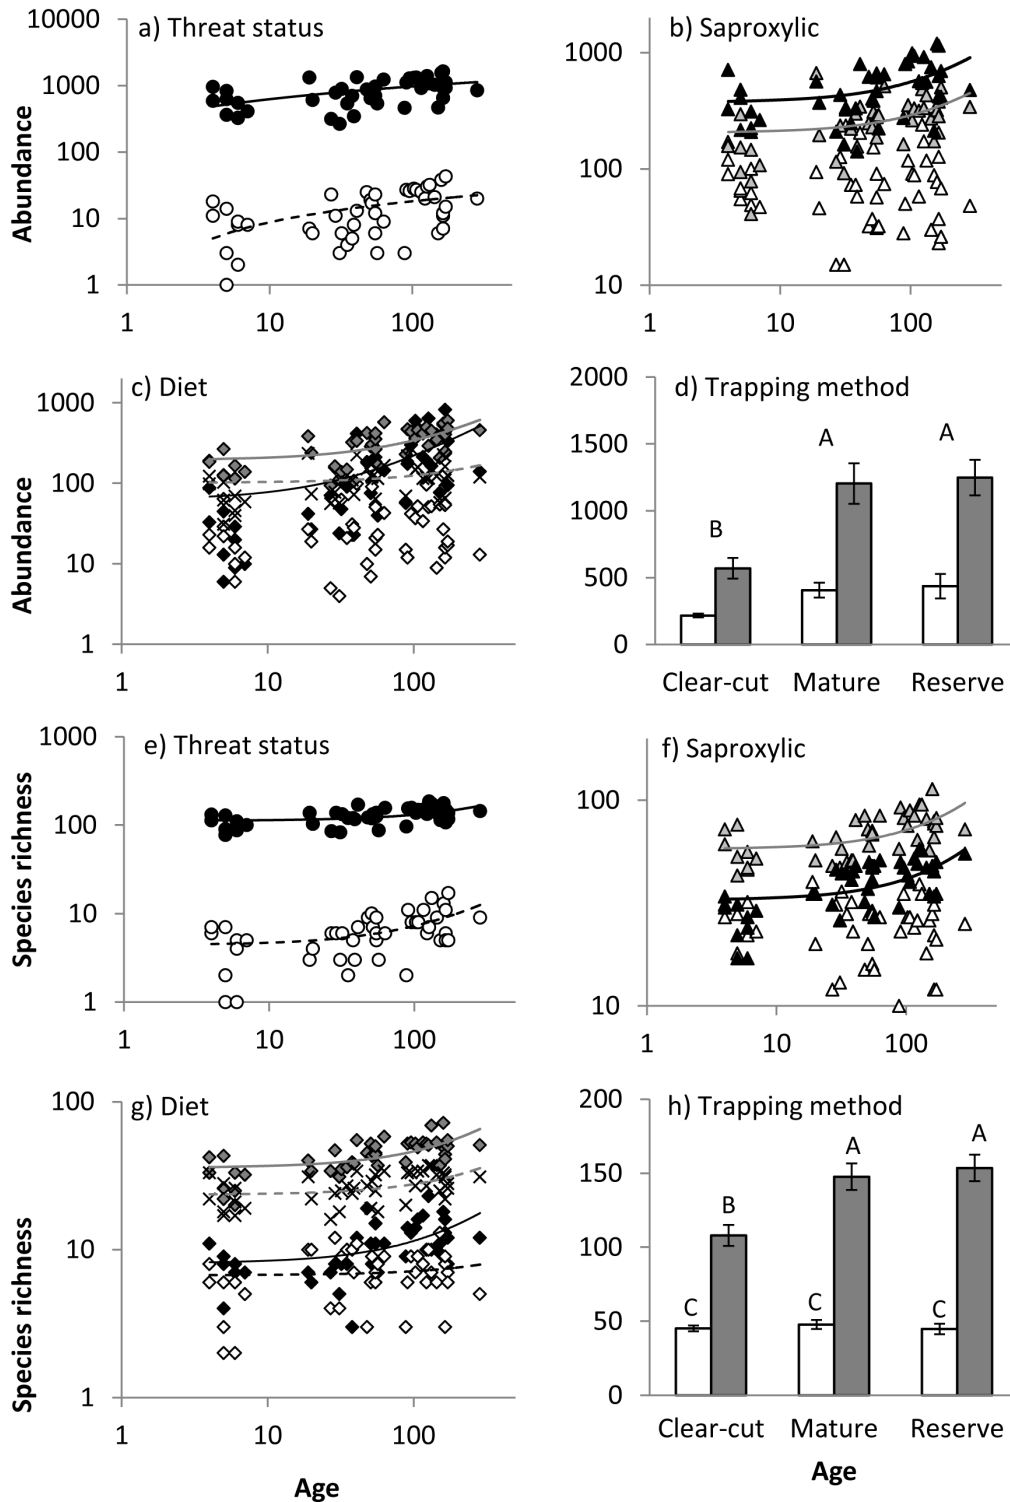 a) Threat status
10000
1000
100
10
1
Abundance
1
10
100
b) Saproxylic
1000
100
10
1
10
100
c) Diet
1000
100
10
1
Abundance
1
10
100
d) Trapping method
2000
1500
1000
500
0
B
A
A
Clear-cut
Mature
Reserve
e) Threat status
1000
100
10
1
Species richness
1
10
100
f) Saproxylic
100
10
1
10
100
g) Diet
100
10
1
Species richness
1
10
100
Age
h) Trapping method
200
150
100
50
0
C
B
C
A
C
A
Clear-cut
Mature
Reserve
Age